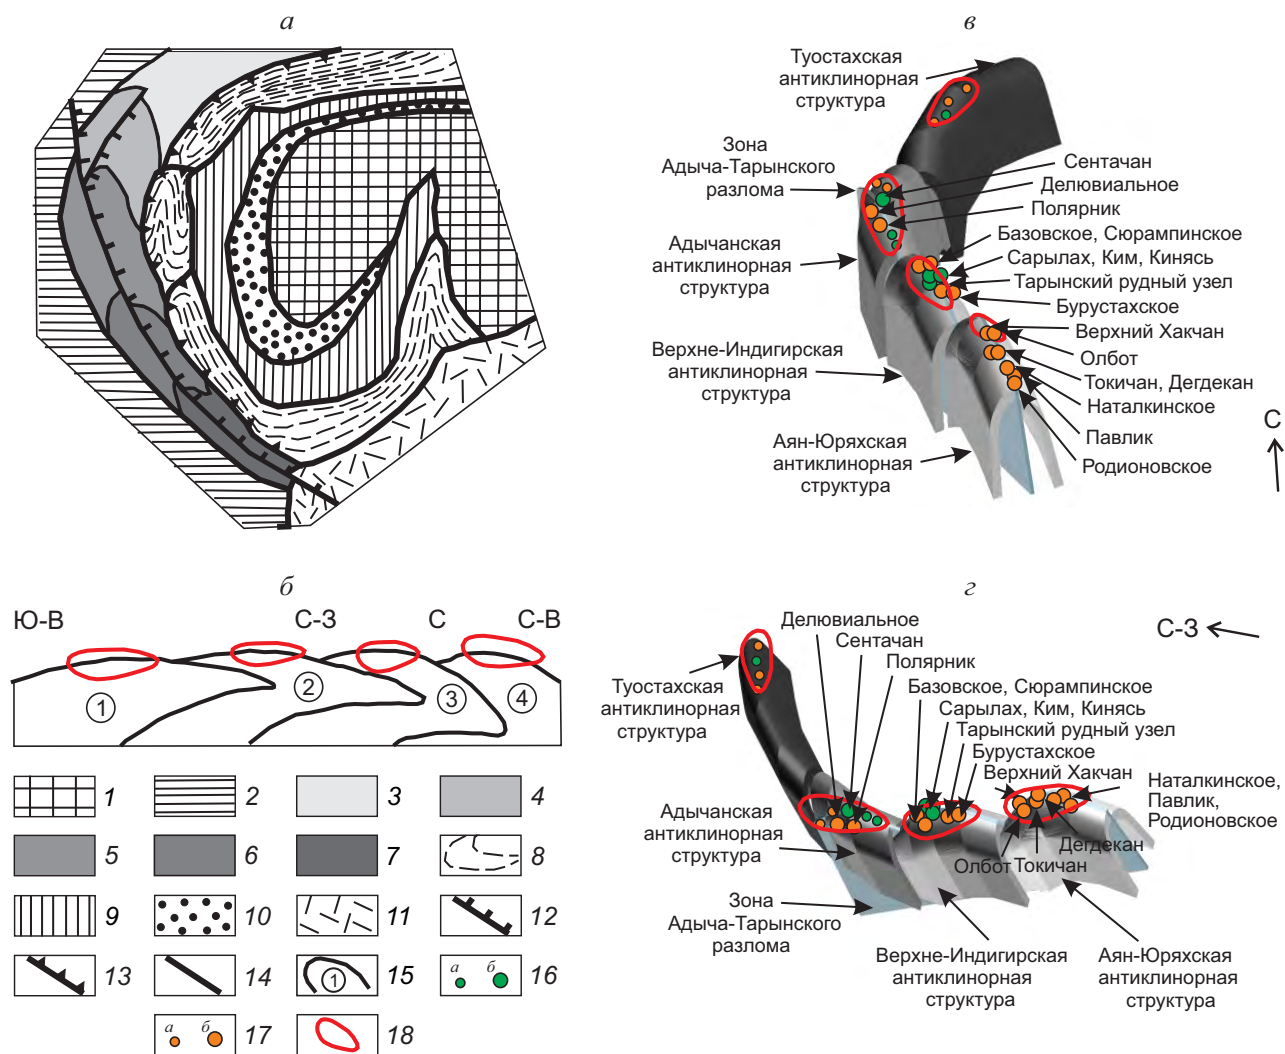 а
в
Туостахская
антиклинорная
структура
Зона
Адыча-Тарынского
разлома
Адычанская
антиклинорная
структура
Верхне-Индигирская
антиклинорная
структура
Аян-Юряхская
антиклинорная
структура
Сентачан
Делювиальное
Полярник
Базовское, Сюрампинское
Сарылах, Ким, Кинясь
Тарынский рудный узел
Бурустахское
Верхний Хакчан
Олбот
Токичан, Дегдекан
Наталкинское
Павлик
Родионовское
С
б
Ю-В
С-З
С
С-В
1
2
3
4
1
2
3
4
5
6
7
8
9
10
11
12
13
14
1
15
а б
16
а б
17
18
г
С-З
Делювиальное
Сентачан
Полярник
Базовское, Сюрампинское
Сарылах, Ким, Кинясь
Тарынский рудный узел
Бурустахское
Верхний Хакчан
Наталкинское,
Павлик,
Родионовское
Дегдекан
Олбот
Токичан
Туостахская
антиклинорная
структура
Адычанская
антиклинорная
структура
Зона
Адыча-Тарынского
разлома
Верхне-Индигирская
антиклинорная
структура
Аян-Юряхская
антиклинорная
структура